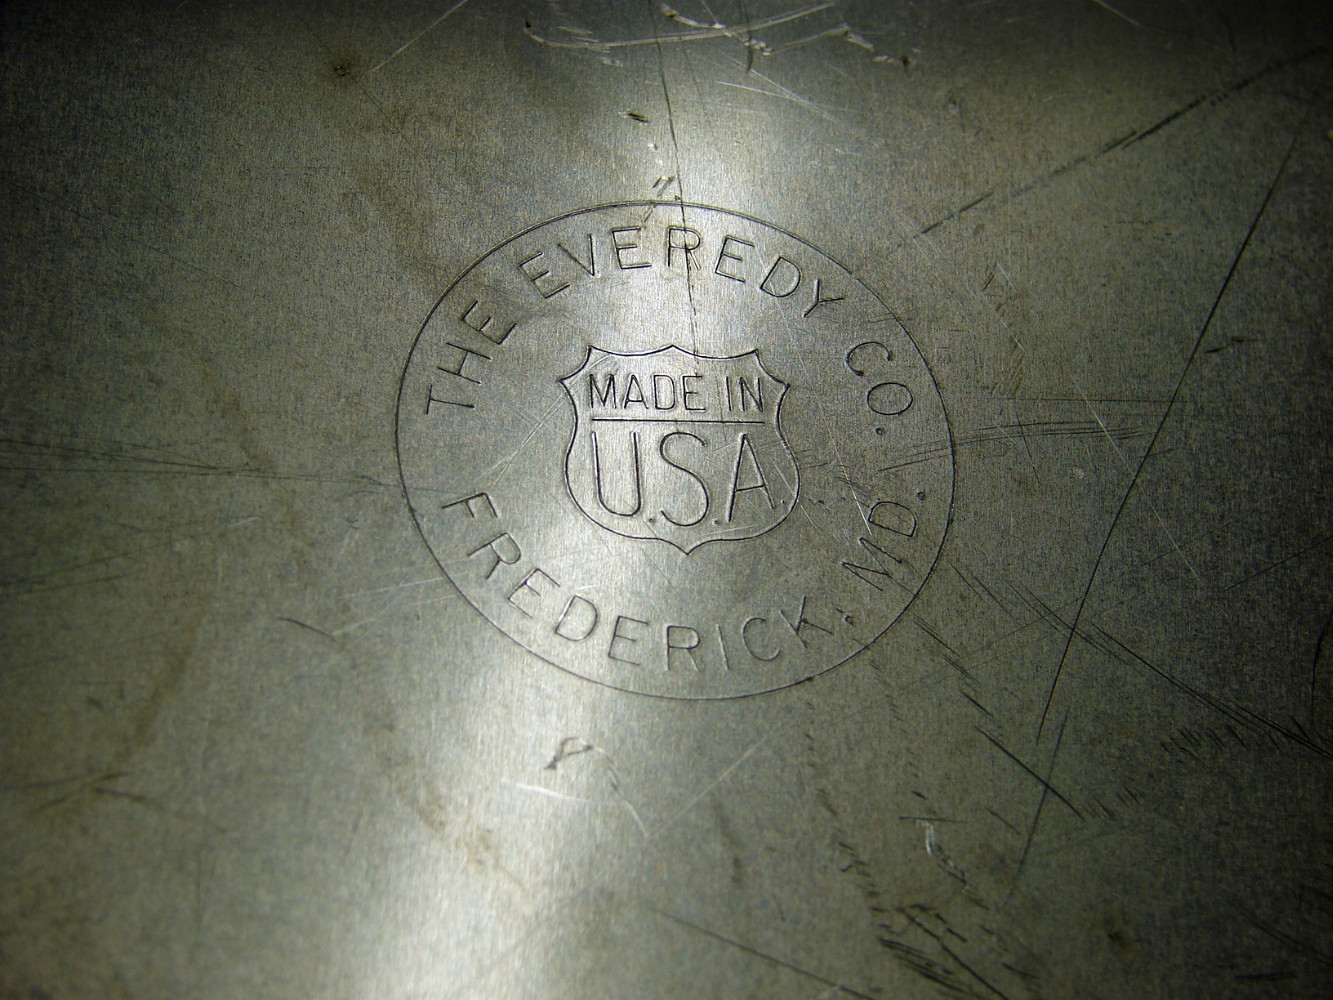 THE EVEREDY CO.
MADE IN
U.S.A.
FREDERICK, MD.